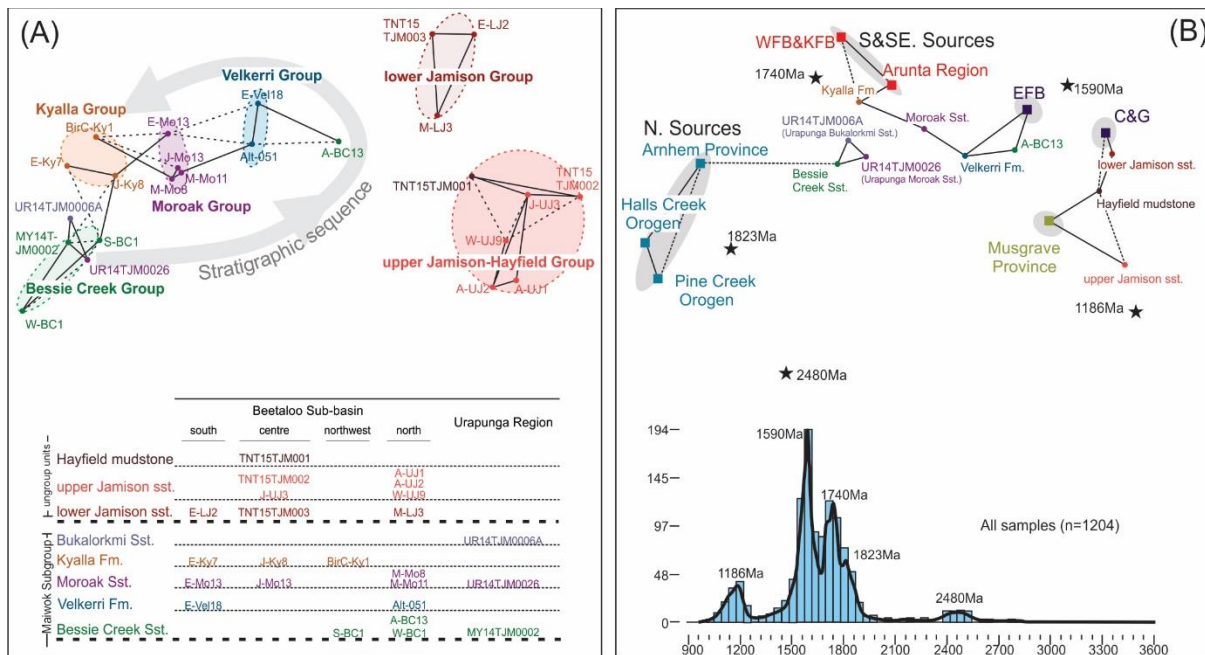 (A)
TNT15
TJM003
E-LJ2
lower Jamison Group
M-LJ3
Velkerri Group
E-Vel18
Kyalla Group
BirC-Ky1
E-Mo13
Alt-051
A-BC13
E-Ky7
J-Mo13
M-Mo11
M-Mo8
J-Ky8
Moroak Group
UR14TJM0006A
MY14T-
JM0002
S-BC1
UR14TJM0026
Bessie Creek Group
W-BC1
Stratigraphic sequence
TNT15TJM001
TNT15
TJM002
J-UJ3
W-UJ9
upper Jamison-Hayfield Group
A-UJ2
A-UJ1
Beetaloo Sub-basin
Urapunga Region
south
centre
northwest
north
ungroup units
Hayfield mudstone
TNT15TJM001
upper Jamison sst.
TNT15TJM002
J-UJ3
A-UJ1
A-UJ2
W-UJ9
lower Jamison sst.
E-LJ2
TNT15TJM003
M-LJ3
Maiwok Subgroup
Bukalorkmi Sst.
UR14TJM0006A
Kyalla Fm.
E-Ky7
J-Ky8
BirC-Ky1
Moroak Sst.
E-Mo13
J-Mo13
M-Mo8
M-Mo11
UR14TJM0026
Velkerri Fm.
E-Vel18
Alt-051
Bessie Creek Sst.
S-BC1
A-BC13
W-BC1
MY14TJM0002
(B)
WFB&KFB
S&SE. Sources
1740Ma
Arunta Region
Kyalla Fm
EFB
1590Ma
C&G
Moroak Sst.
UR14TJM006A
(Urapunga Bukalorkmi Sst.)
A-BC13
N. Sources
Arnhem Province
UR14TJM0026
(Urapunga Moroak Sst.)
Velkerri Fm.
Bessie
Creek Sst.
lower Jamison sst.
Hayfield mudstone
Halls Creek
Orogen
1823Ma
Musgrave
Province
Pine Creek
Orogen
upper Jamison sst.
1186Ma
2480Ma
194
145
97
48
0
1590Ma
1740Ma
1823Ma
1186Ma
2480Ma
All samples (n=1204)
900 1200 1500 1800 2100 2400 2700 3000 3300 3600